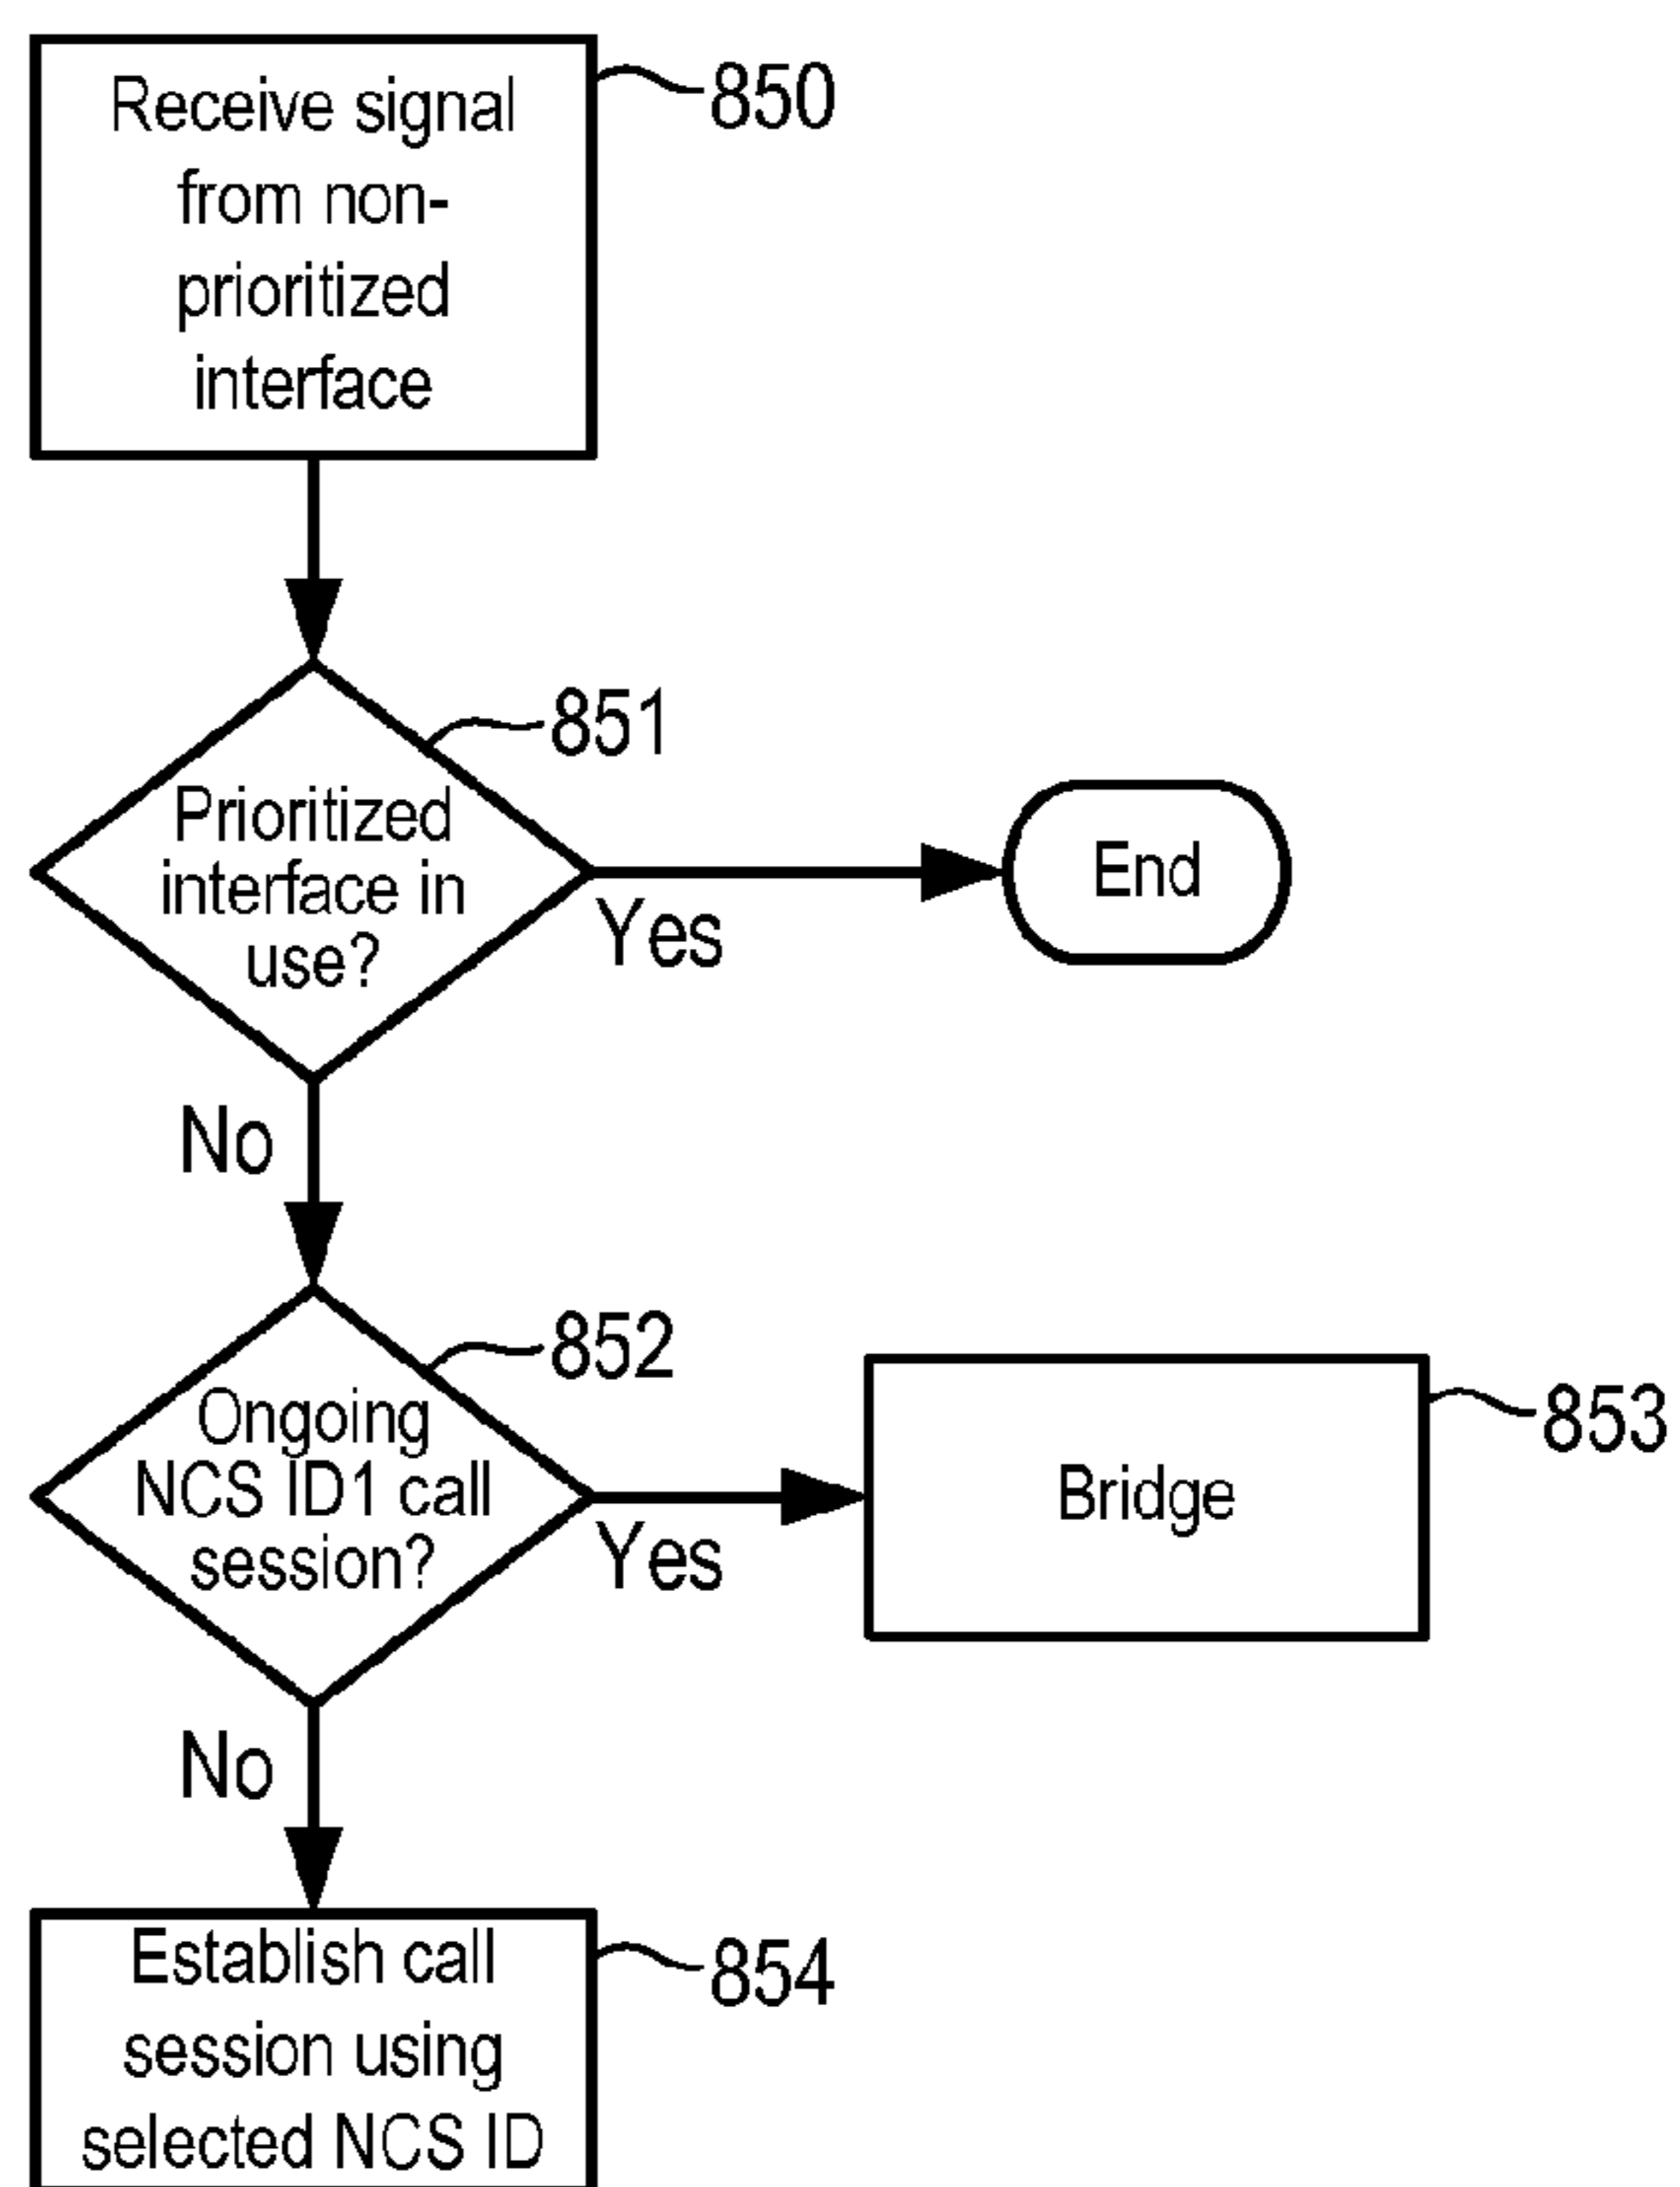 Receive signal
from non-
prioritized
interface
850
851
Prioritized
interface in
use?
Yes
End
No
852
Ongoing
NCS ID1 call
session?
Yes
Bridge
853
No
Establish call
session using
selected NCS ID
854